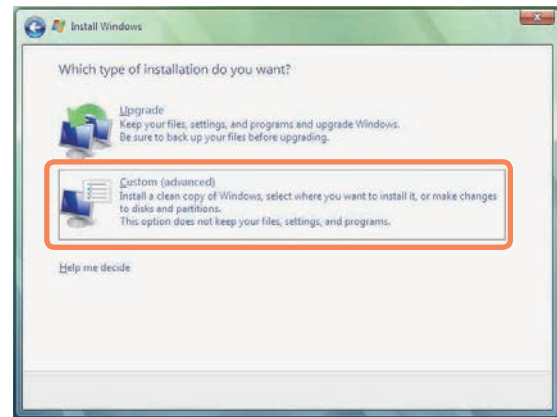 Install Windows
Which type of installation do you want?
Upgrade
Keep your files, settings, and programs and upgrade Windows.
Be sure to back up your files before upgrading.
Custom (advanced)
Install a clean copy of Windows, select where you want to install it, or make changes
to disks and partitions.
This option does not keep your files, settings, and programs.
Help me decide